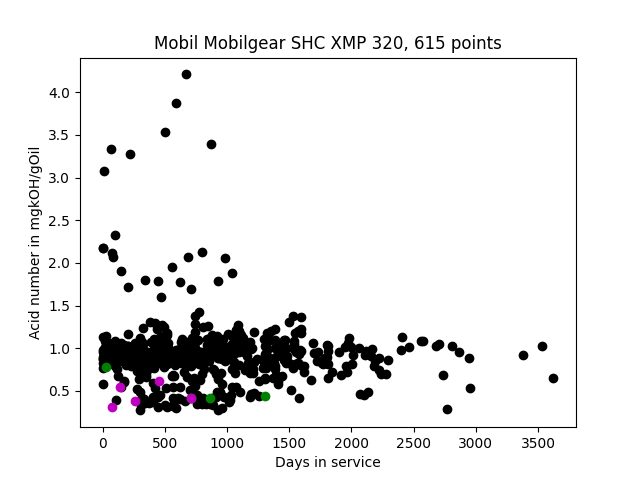 Mobil Mobilgear SHC XMP 320, 615 points
Acid number in mgkOH/gOil
4.0
3.5
3.0
2.5
2.0
1.5
1.0
0.5
0 500 1000 1500 2000 2500 3000 3500
Days in service